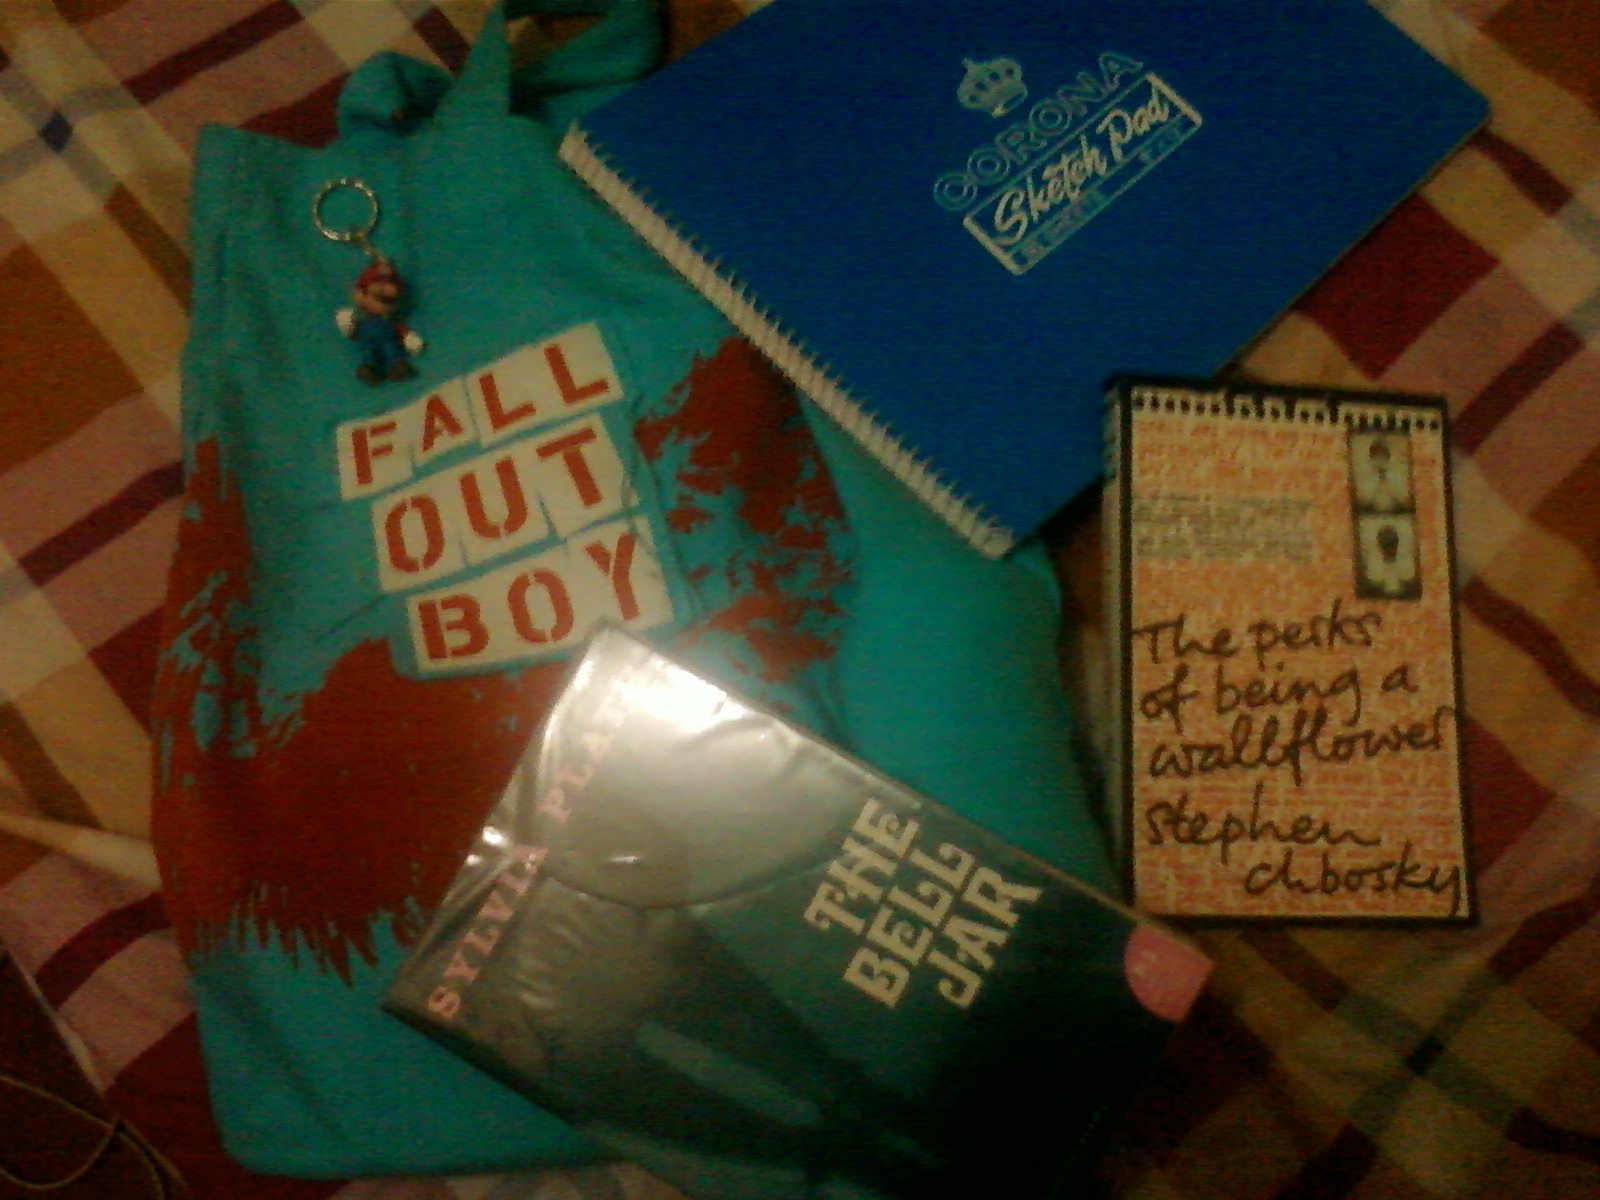 CORONA
Sketch Pad
FALL
OUT
BOY
The perks
of being a
wallflower
stephen
chbosky
SYLVIA PLATH
THE
BELL
JAR